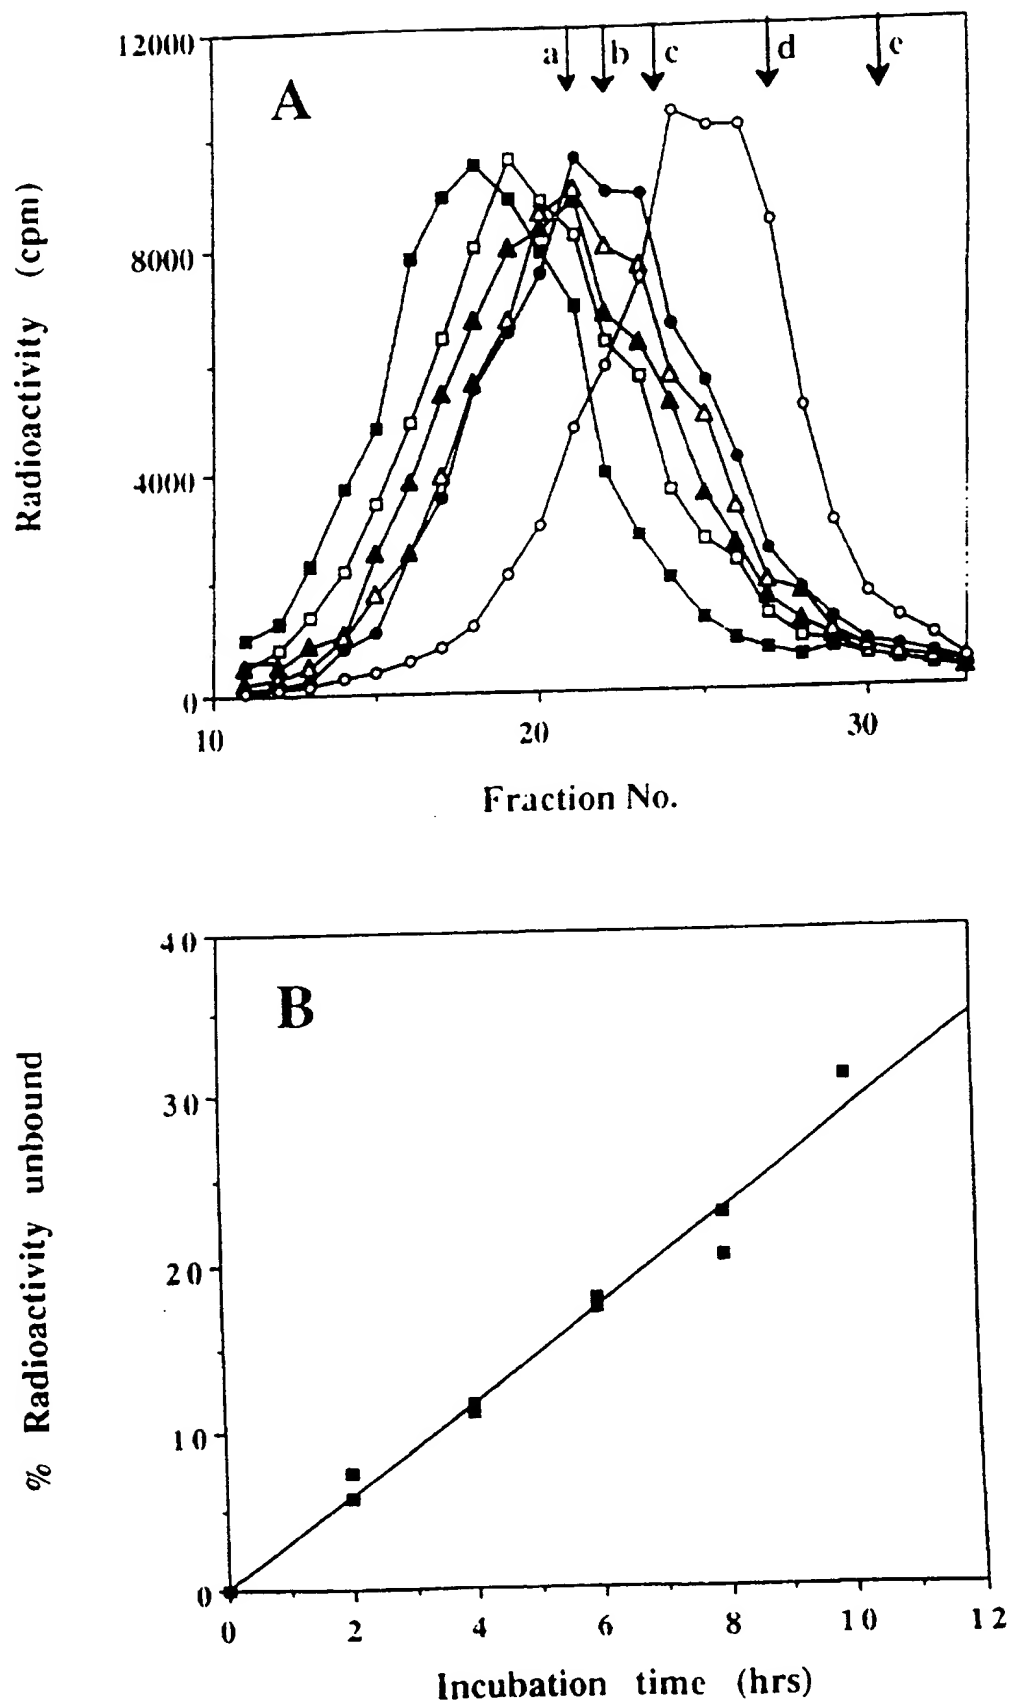 12000
a b c d e
A
8000
4000
0
10 20 30
Radioactivity (cpm)
Fraction No.
40
B
30
20
10
0
0 2 4 6 8 10 12
% Radioactivity unbound
Incubation time (hrs)